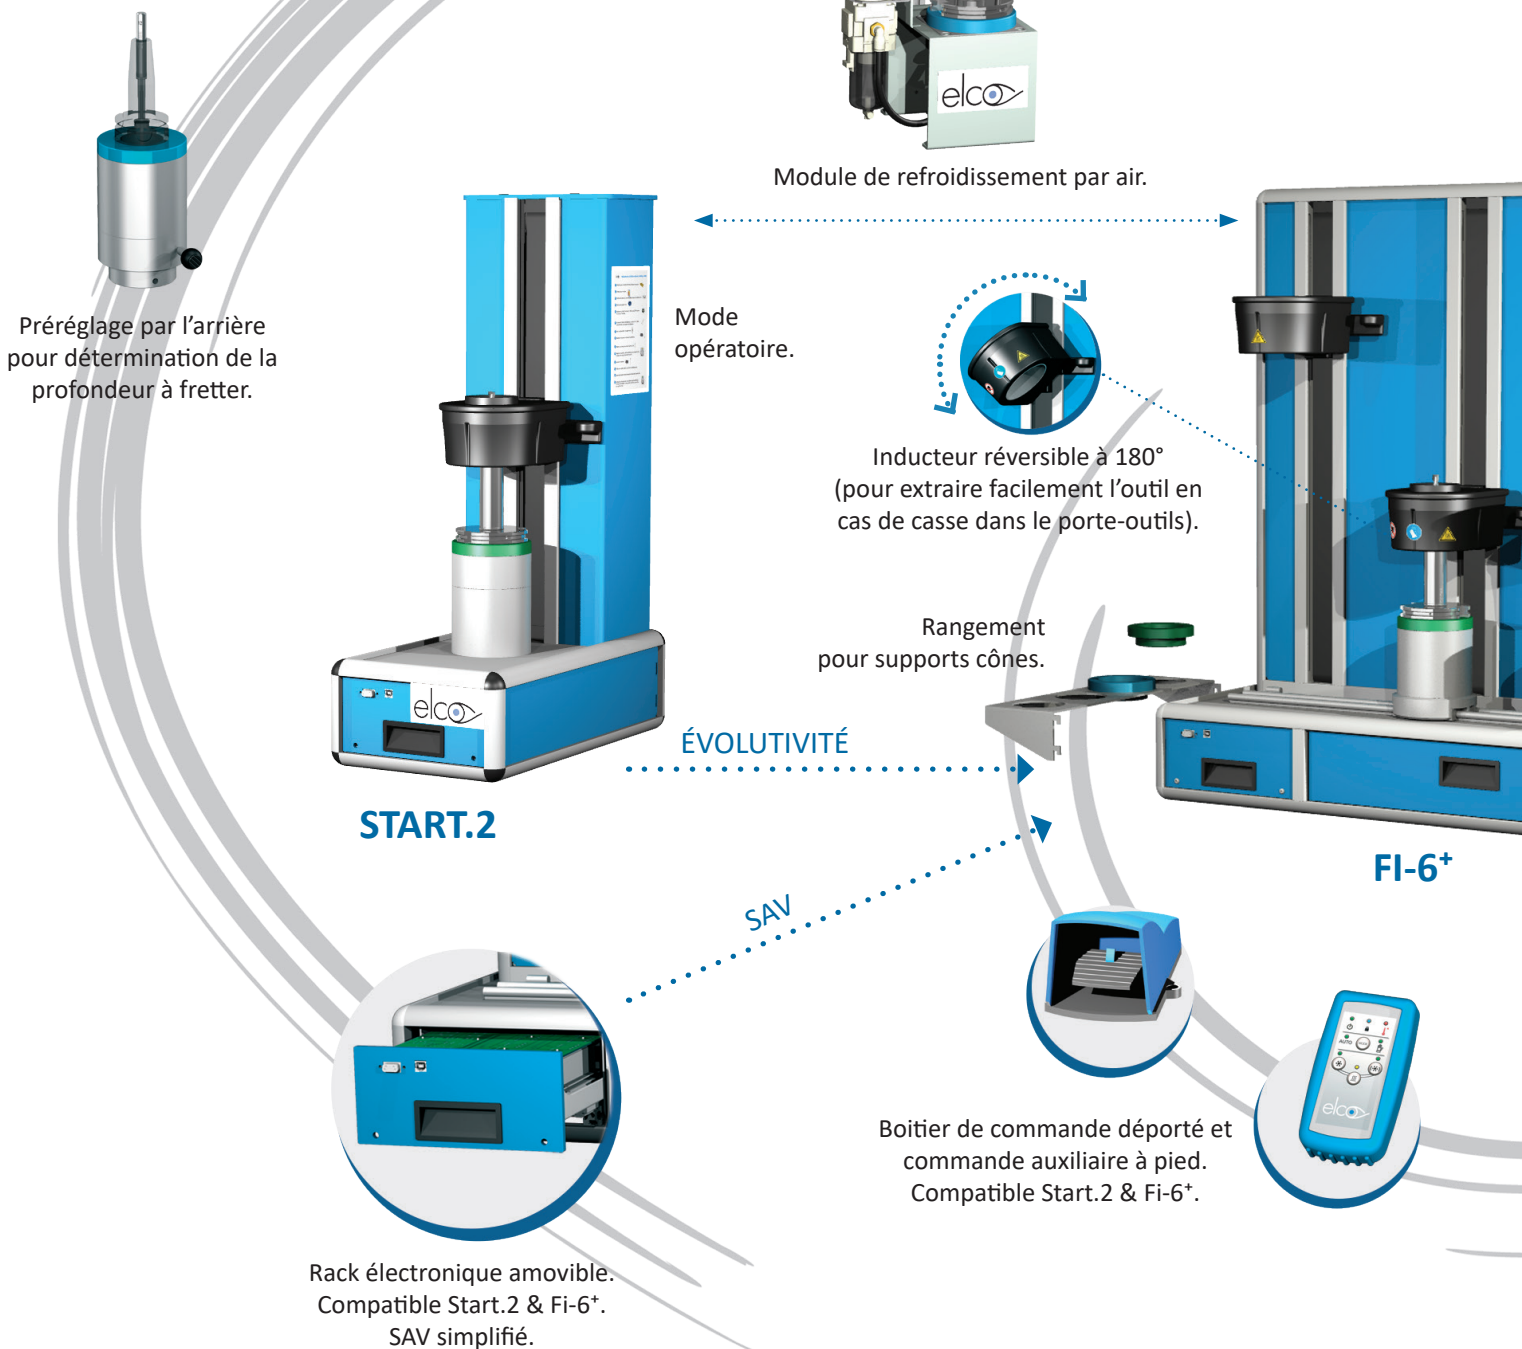 elco
Module de refroidissement par air.
Préréglage par l’arrière
pour détermination de la
profondeur à fretter.
Mode
opératoire.
Inducteur réversible à 180°
(pour extraire facilement l’outil en
cas de casse dans le porte-outils).
Rangement
pour supports cônes.
elco
ÉVOLUTIVITÉ
START.2
FI-6⁺
SAV
AUTO
elco
Boitier de commande déporté et
commande auxiliaire à pied.
Compatible Start.2 & Fi-6⁺.
Rack électronique amovible.
Compatible Start.2 & Fi-6⁺.
SAV simplifié.